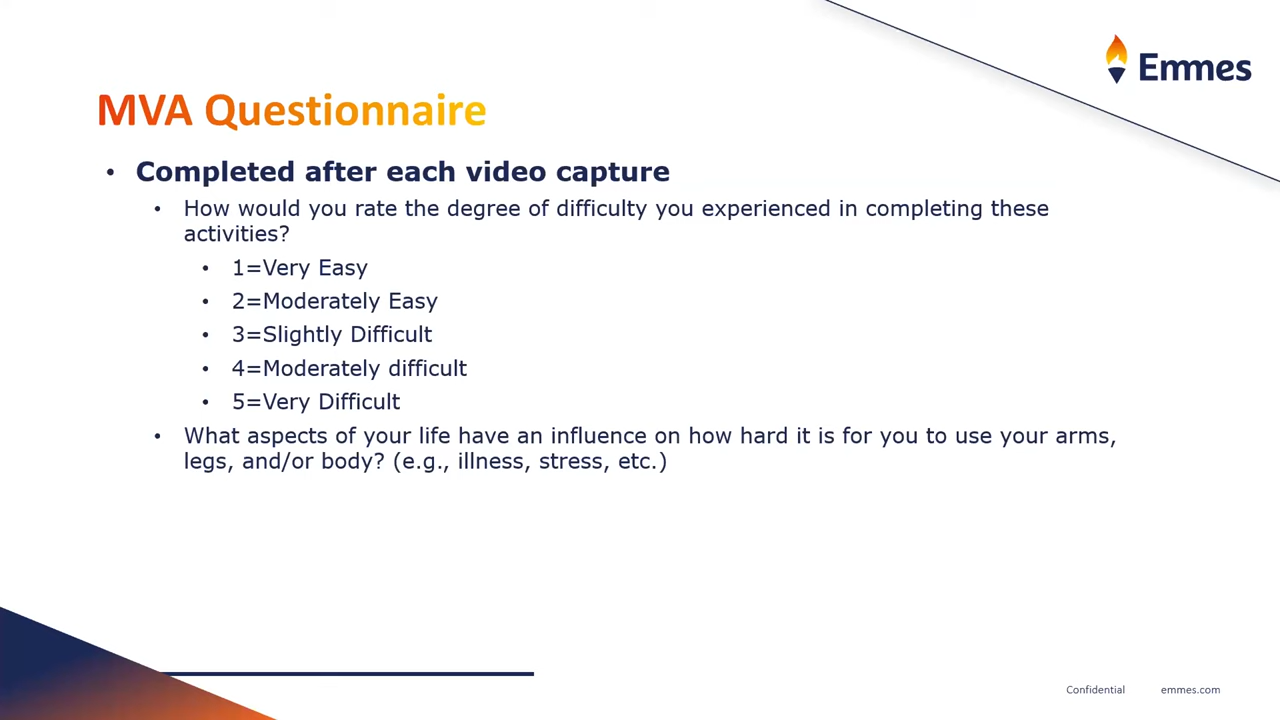 Emmes
MVA Questionnaire
• Completed after each video capture
• How would you rate the degree of difficulty you experienced in completing these
activities?
• 1=Very Easy
• 2=Moderately Easy
• 3=Slightly Difficult
• 4=Moderately difficult
• 5=Very Difficult
• What aspects of your life have an influence on how hard it is for you to use your arms,
legs, and/or body? (e.g., illness, stress, etc.)
Confidential emmes.com